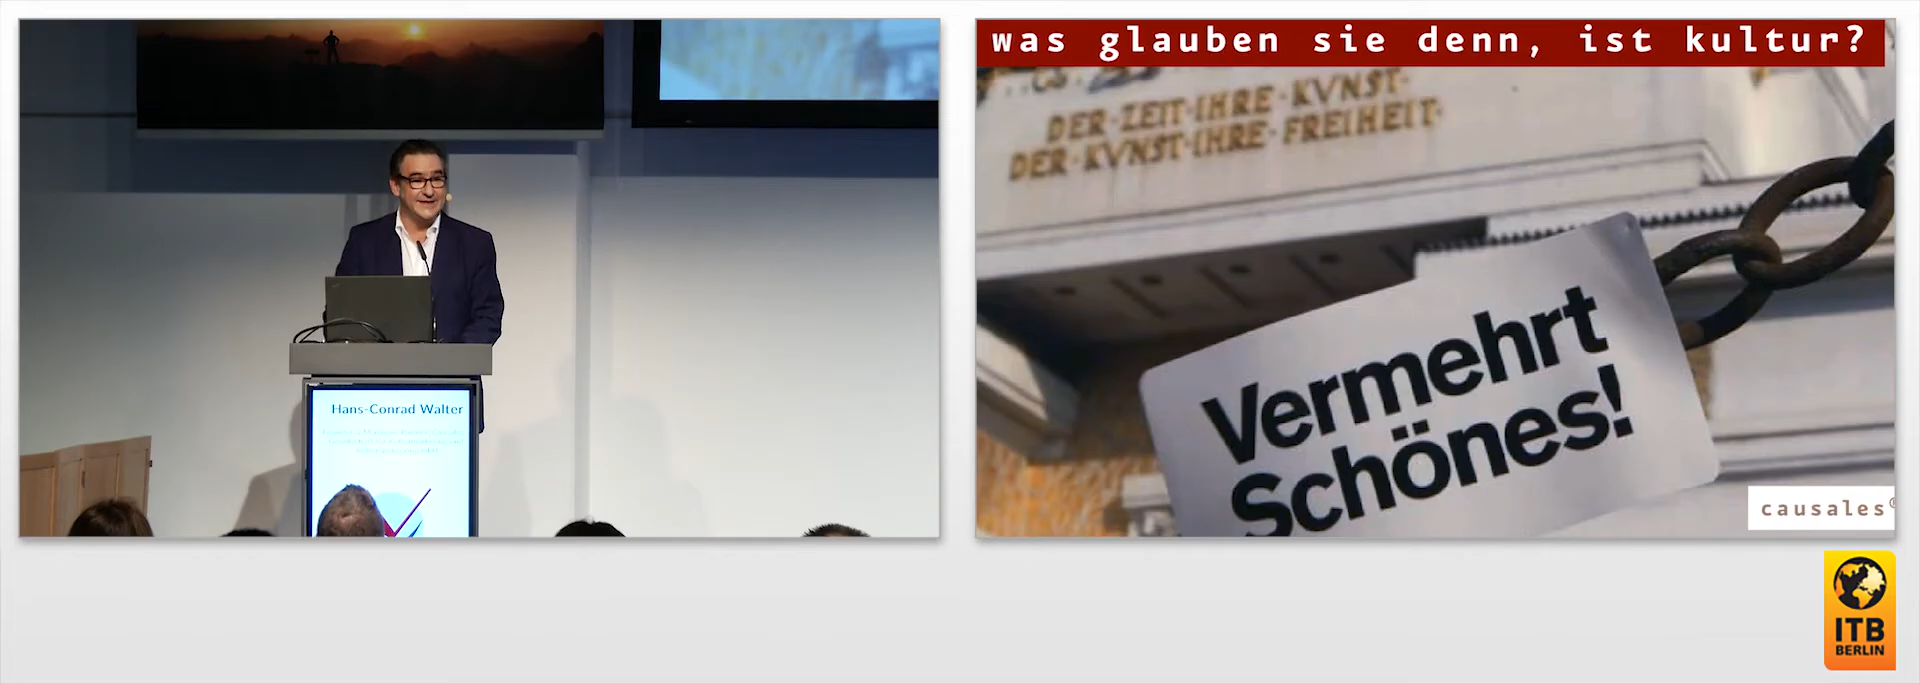 Hans-Conrad Walter
was glauben sie denn, ist kultur?
DER·ZEIT·IHRE·KVNST·
DER·KVNST·IHRE·FREIHEIT·
Vermehrt
Schönes!
causales®
ITB
BERLIN